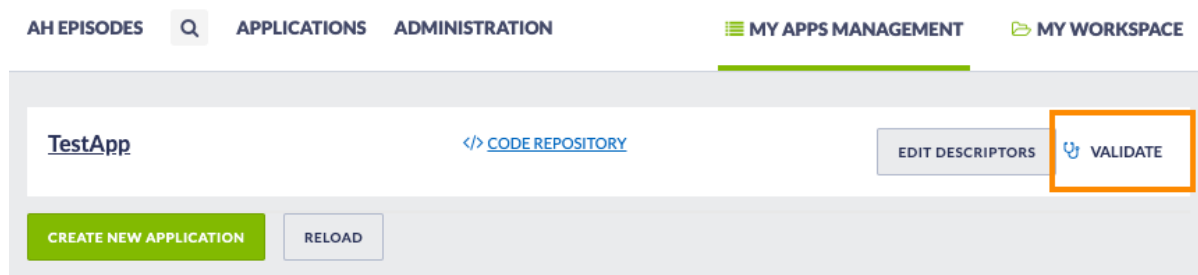 AH EPISODES APPLICATIONS ADMINISTRATION MY APPS MANAGEMENT MY WORKSPACE
TestApp </> CODE REPOSITORY EDIT DESCRIPTORS VALIDATE
CREATE NEW APPLICATION RELOAD